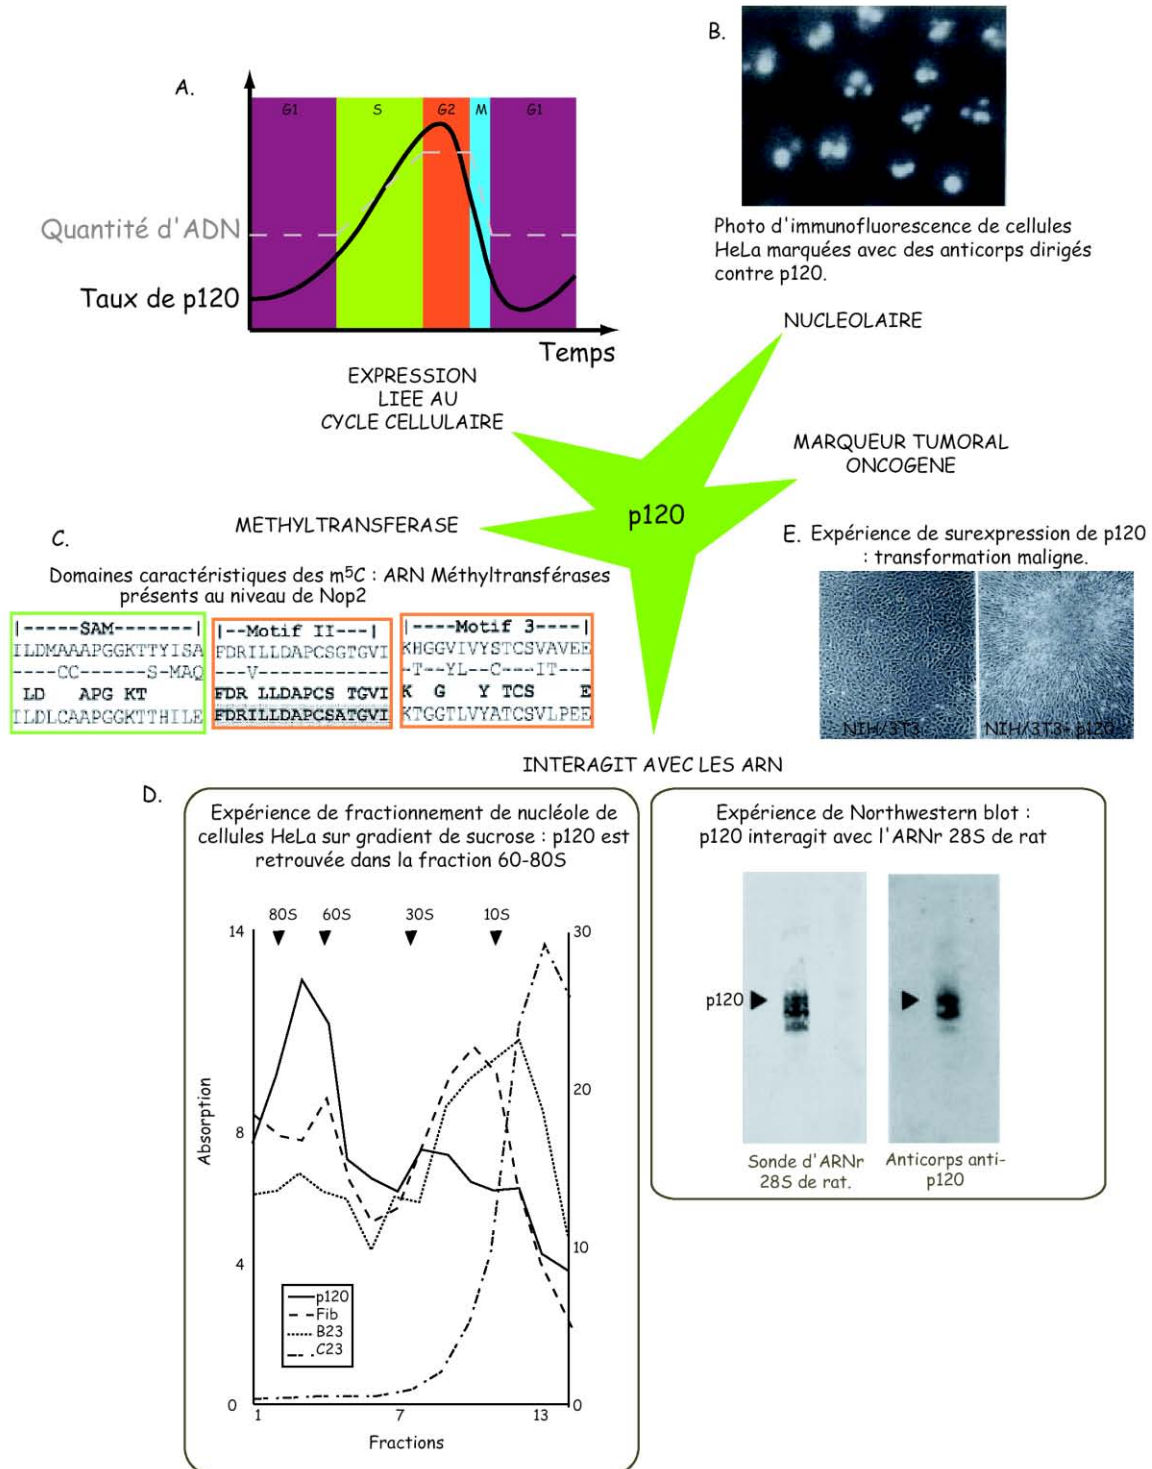 A.
G1
S
G2
M
G1
Quantité d'ADN
Taux de p120
Temps
B.
Photo d'immunofluorescence de cellules
HeLa marquées avec des anticorps dirigés
contre p120.
EXPRESSION
LIEE AU
CYCLE CELLULAIRE
NUCLEOLAIRE
MARQUEUR TUMORAL
ONCOGENE
p120
METHYLTRANSFERASE
C.
Domaines caractéristiques des m⁵C : ARN Méthyltransférases
présents au niveau de Nop2
|-----SAM-------|
ILDMAAAPGGKTTYISA
----CC------S-MAQ
LD APG KT
ILDLCAAPGGKTTHILE
|--Motif II---|
FDRILLDAPCSGTGVI
---V------------
FDR ILLDAPCS TGVI
FDRILLDAPCSATGVI
|----Motif 3----|
KHGGVIVYSTCSVAVEE
-T--YL--C---IT---
K G Y TCS E
KTGGTLVYATCSVLPEE
E. Expérience de surexpression de p120
: transformation maligne.
NIH/3T3
NIH/3T3+p120
INTERAGIT AVEC LES ARN
D.
Expérience de fractionnement de nucléole de
cellules HeLa sur gradient de sucrose : p120 est
retrouvée dans la fraction 60-80S
80S
60S
30S
10S
14
8
4
0
30
20
10
0
Absorption
p120
Fib
B23
C23
1
7
13
Fractions
Expérience de Northwestern blot :
p120 interagit avec l'ARNr 28S de rat
p120
Sonde d'ARNr
28S de rat.
Anticorps anti-
p120